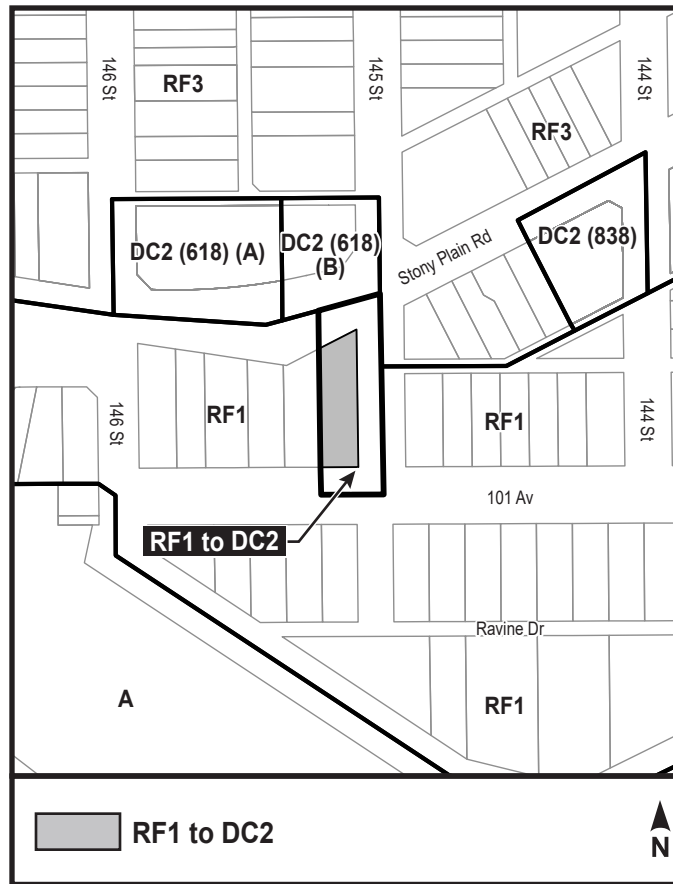 146 St
RF3
145 St
144 St
RF3
DC2 (618) (A)
DC2 (618)
(B)
Stony Plain Rd
DC2 (838)
146 St
RF1
RF1
144 St
101 Av
RF1 to DC2
Ravine Dr
A
RF1
RF1 to DC2
N